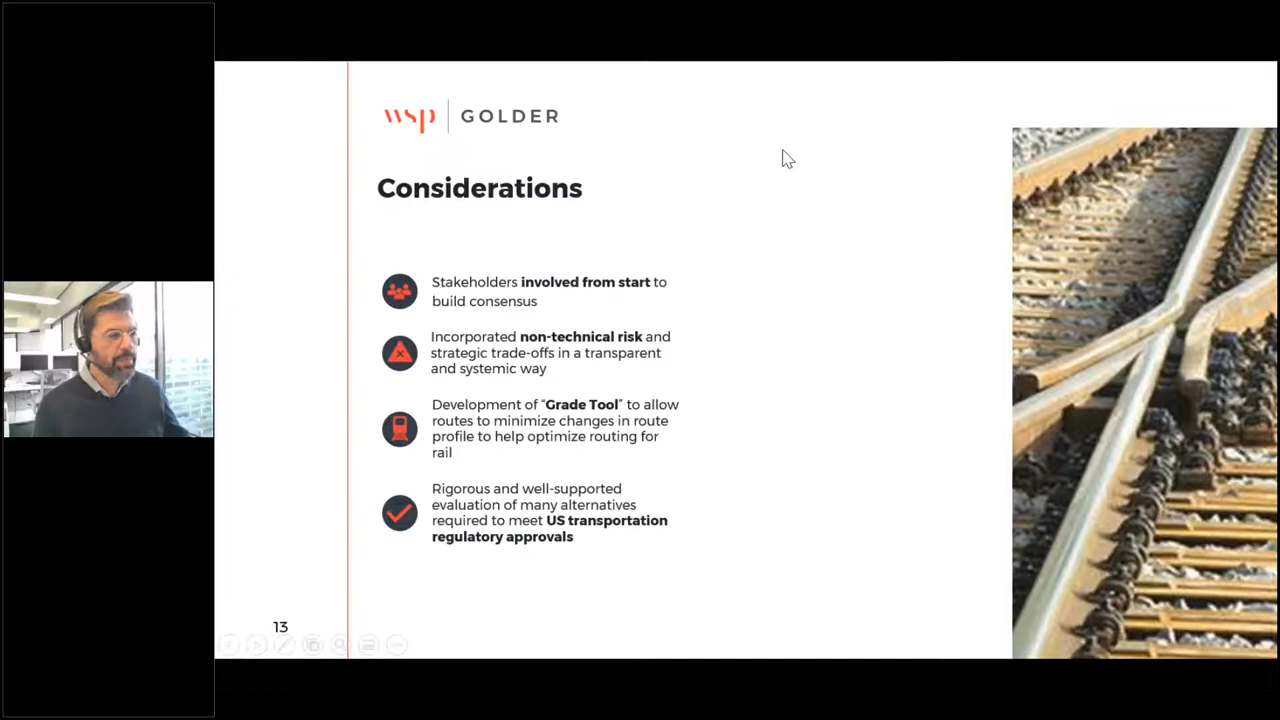 wsp | GOLDER
Considerations
Stakeholders involved from start to
build consensus
Incorporated non-technical risk and
strategic trade-offs in a transparent
and systemic way
Development of “Grade Tool” to allow
routes to minimize changes in route
profile to help optimize routing for
rail
Rigorous and well-supported
evaluation of many alternatives
required to meet US transportation
regulatory approvals
13